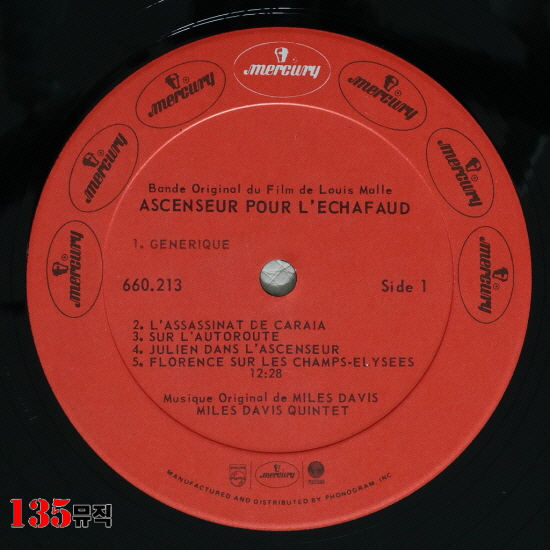 mercury
mercury
mercury
mercury
mercury
mercury
mercury
Bande Original du Film de Louis Malle
ASCENSEUR POUR L'ECHAFAUD
1. GENERIQUE
660.213
Side 1
2. L'ASSASSINAT DE CARAIA
3. SUR L'AUTOROUTE
4. JULIEN DANS L'ASCENSEUR
5. FLORENCE SUR LES CHAMPS-ELYSEES
12:28
Musique Original de MILES DAVIS
MILES DAVIS QUINTET
mercury
MANUFACTURED AND DISTRIBUTED BY PHONOGRAM, INC.
135뮤직